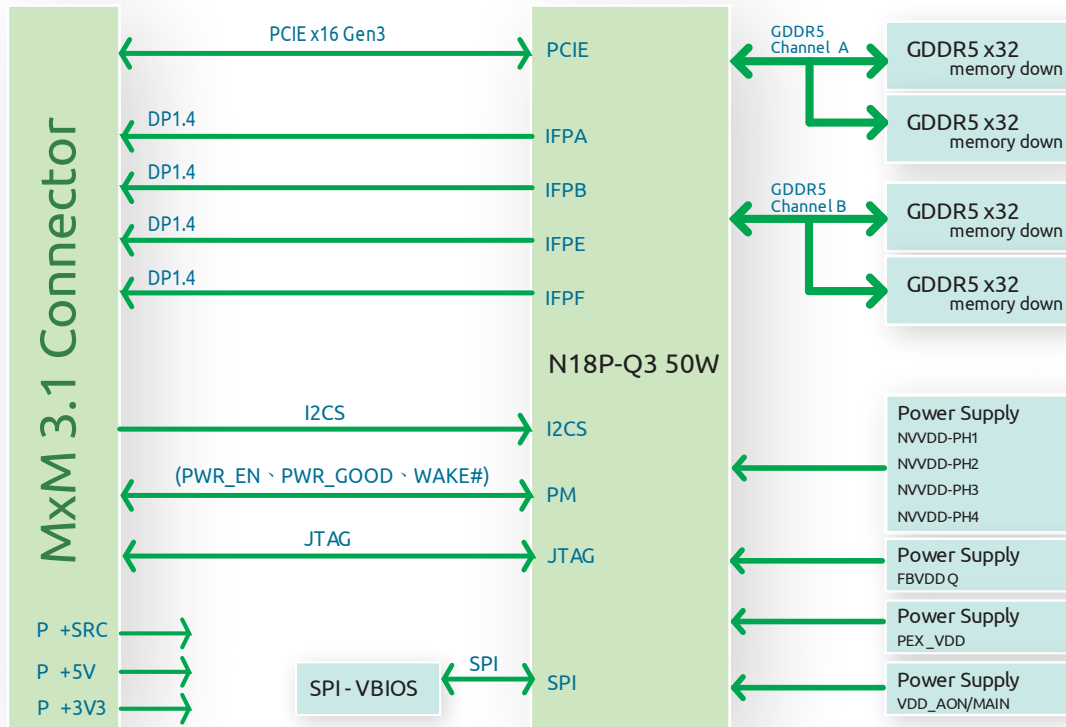 MxM 3.1 Connector
PCIE x16 Gen3
PCIE
DP1.4
IFPA
DP1.4
IFPB
DP1.4
IFPE
DP1.4
IFPF
N18P-Q3 50W
I2CS
I2CS
(PWR_EN、PWR_GOOD、WAKE#)
PM
JTAG
JTAG
P +SRC
P +5V
P +3V3
SPI - VBIOS
SPI
SPI
GDDR5
Channel A
GDDR5 x32
memory down
GDDR5 x32
memory down
GDDR5
Channel B
GDDR5 x32
memory down
GDDR5 x32
memory down
Power Supply
NVVDD-PH1
NVVDD-PH2
NVVDD-PH3
NVVDD-PH4
Power Supply
FBVDDQ
Power Supply
PEX_VDD
Power Supply
VDD_AON/MAIN